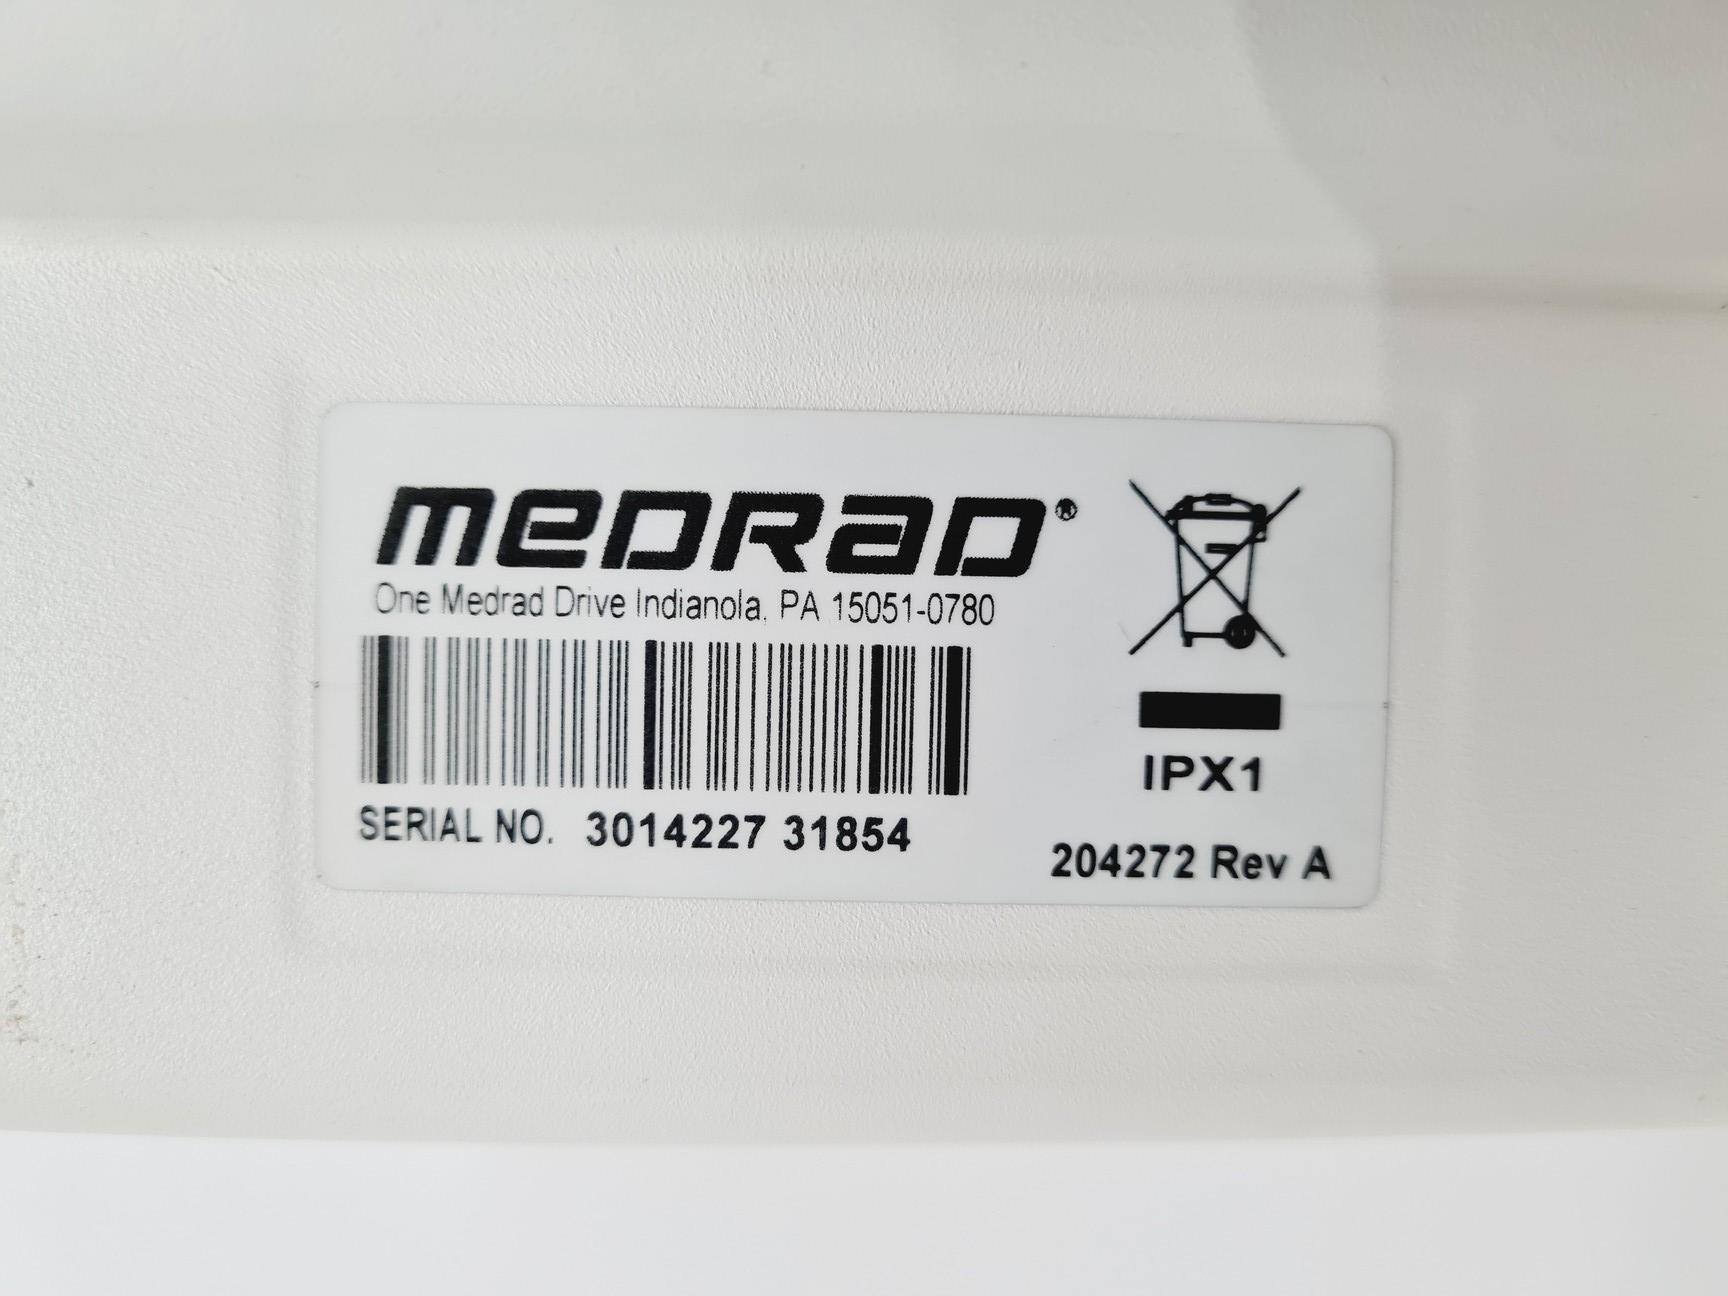 MEDRAD®
One Medrad Drive Indianola, PA 15051-0780
SERIAL NO. 3014227 31854
IPX1
204272 Rev A